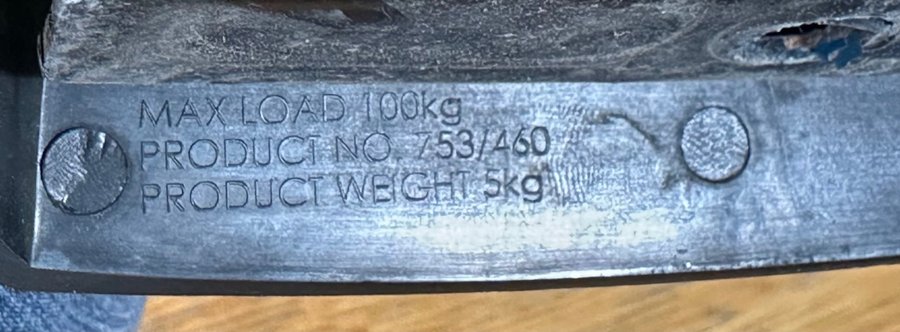 MAX LOAD 100kg
PRODUCT NO. 753/460
PRODUCT WEIGHT 5kg